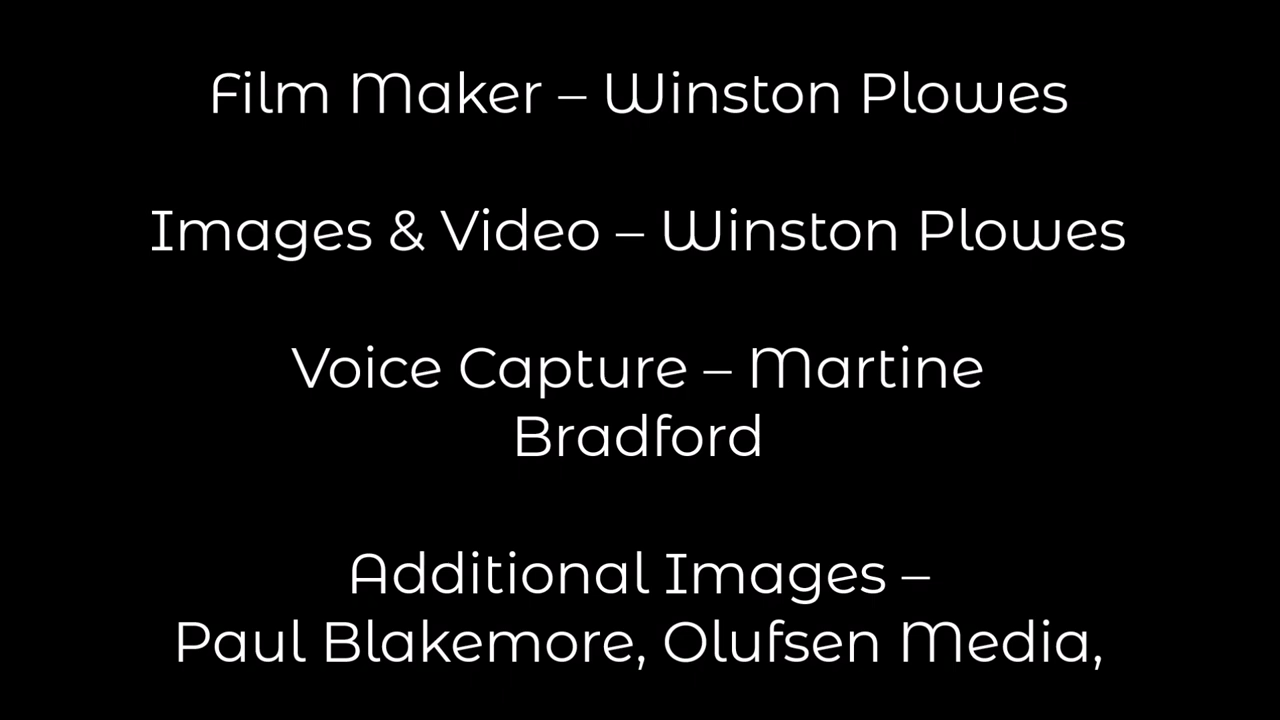 Film Maker – Winston Plowes
Images & Video – Winston Plowes
Voice Capture – Martine
Bradford
Additional Images –
Paul Blakemore, Olufsen Media,